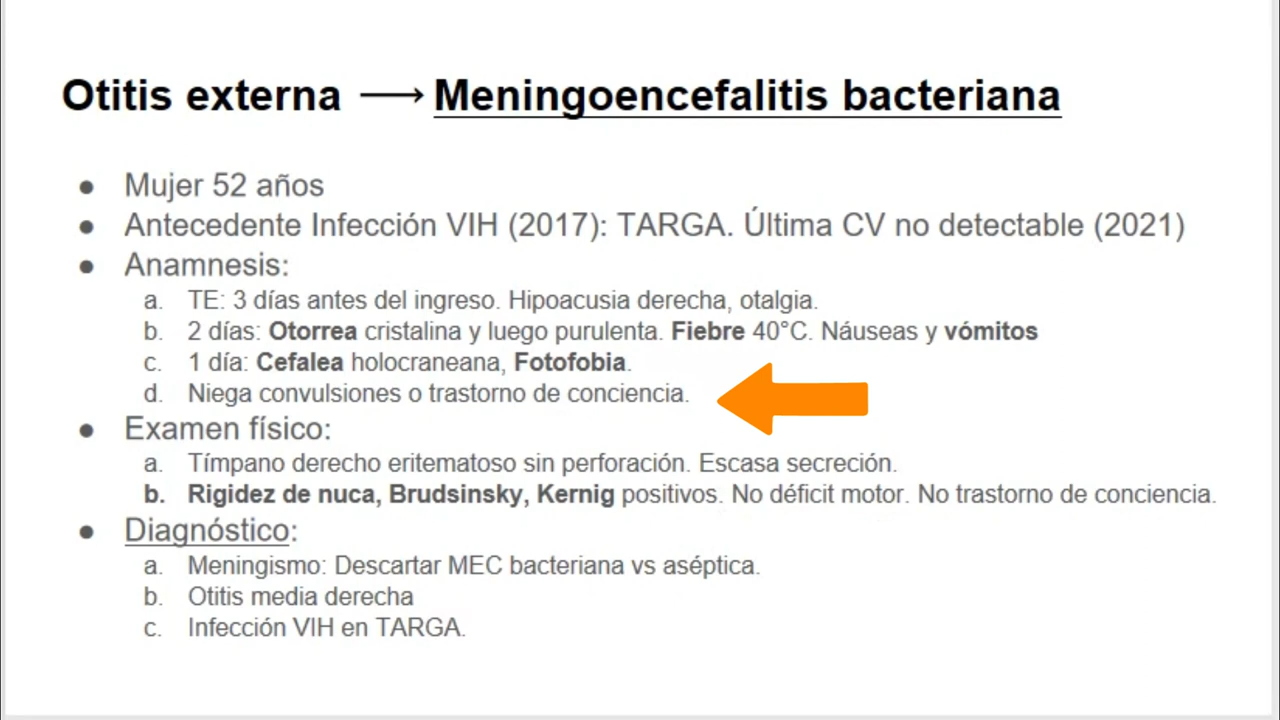 Otitis externa ⟶ Meningoencefalitis bacteriana
● Mujer 52 años
● Antecedente Infección VIH (2017): TARGA. Última CV no detectable (2021)
● Anamnesis:
a. TE: 3 días antes del ingreso. Hipoacusia derecha, otalgia.
b. 2 días: Otorrea cristalina y luego purulenta. Fiebre 40°C. Náuseas y vómitos
c. 1 día: Cefalea holocraneana, Fotofobia.
d. Niega convulsiones o trastorno de conciencia.
● Examen físico:
a. Tímpano derecho eritematoso sin perforación. Escasa secreción.
b. Rigidez de nuca, Brudsinsky, Kernig positivos. No déficit motor. No trastorno de conciencia.
● Diagnóstico:
a. Meningismo: Descartar MEC bacteriana vs aséptica.
b. Otitis media derecha
c. Infección VIH en TARGA.